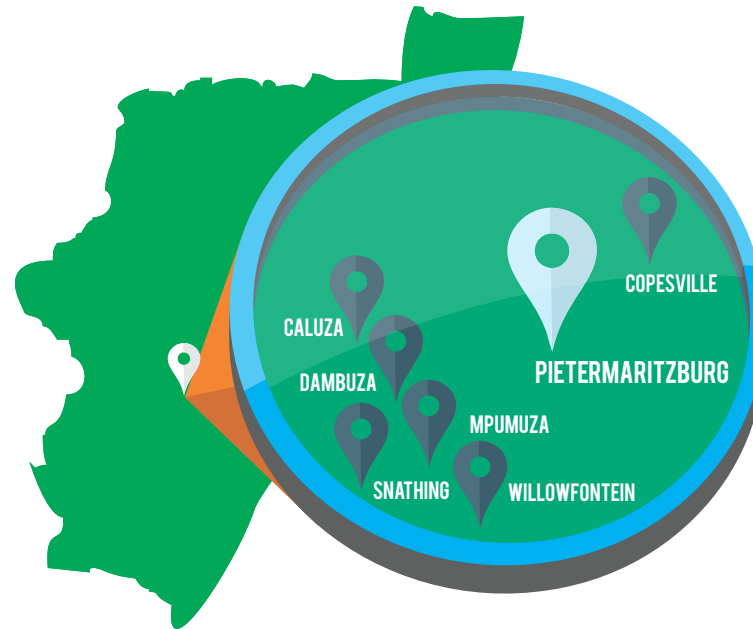 COPESVILLE
CALUZA
PIETERMARITZBURG
DAMBUZA
MPUMUZA
SNATHING
WILLOWFONTEIN